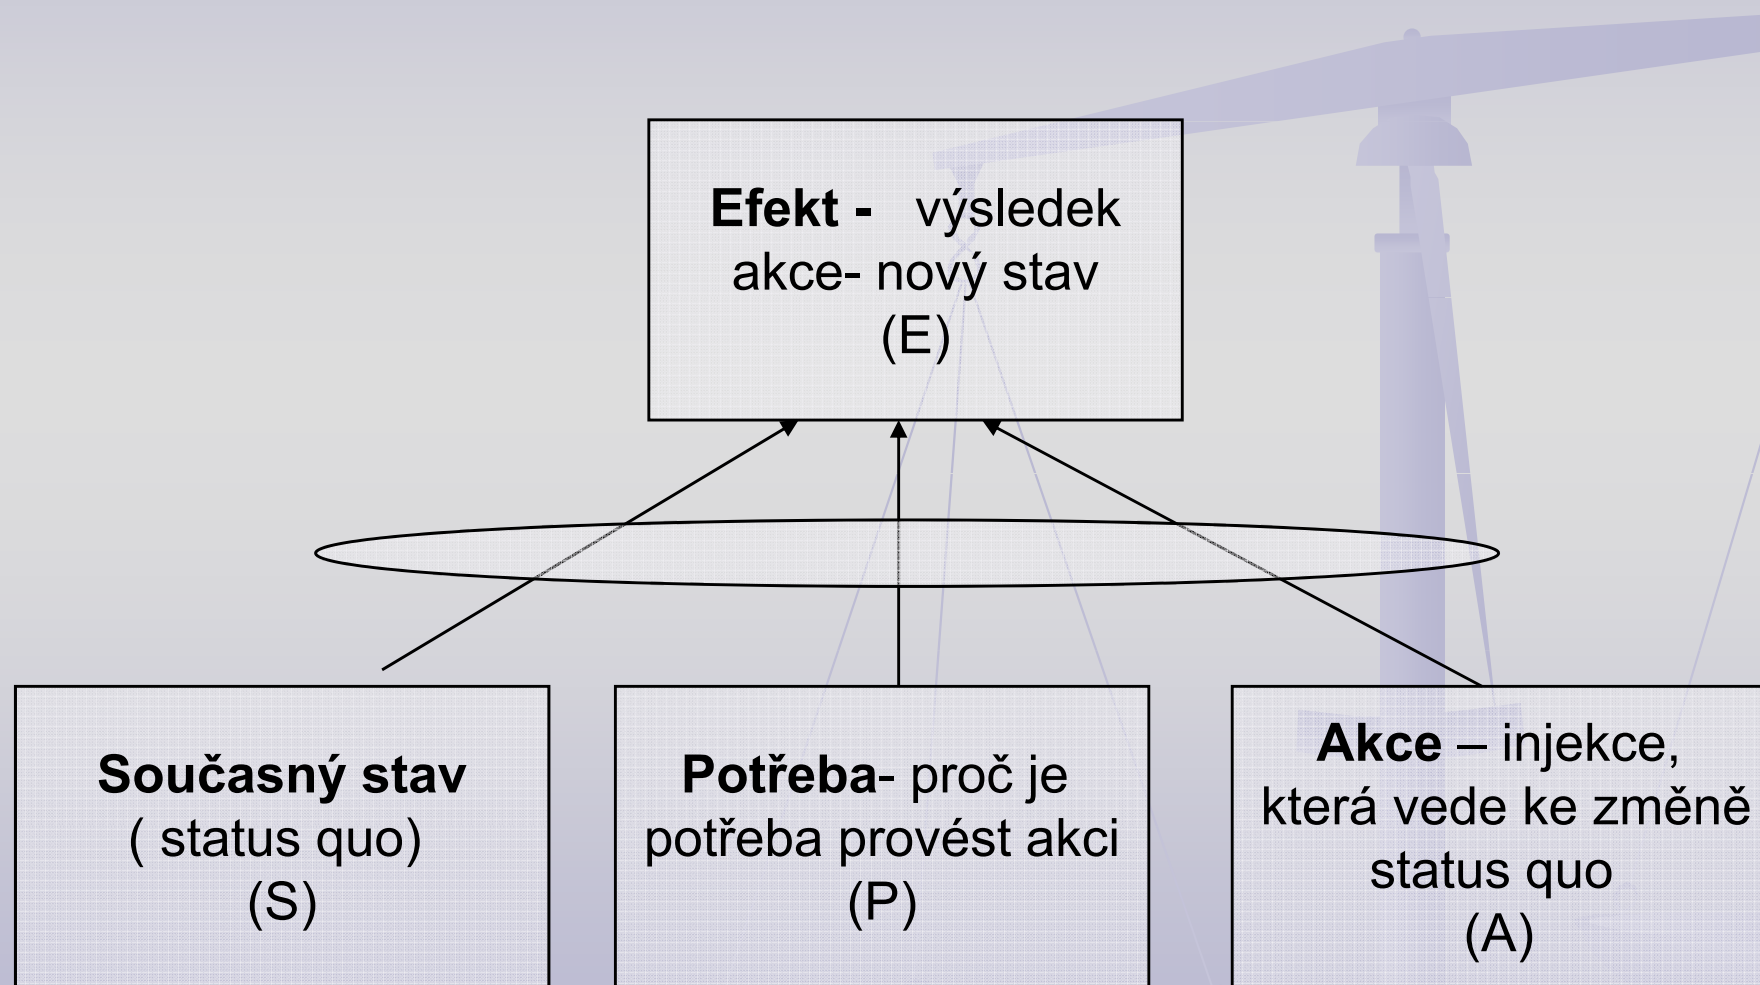 Efekt - výsledek
akce- nový stav
(E)
Současný stav
( status quo)
(S)
Potřeba- proč je
potřeba provést akci
(P)
Akce – injekce,
která vede ke změně
status quo
(A)